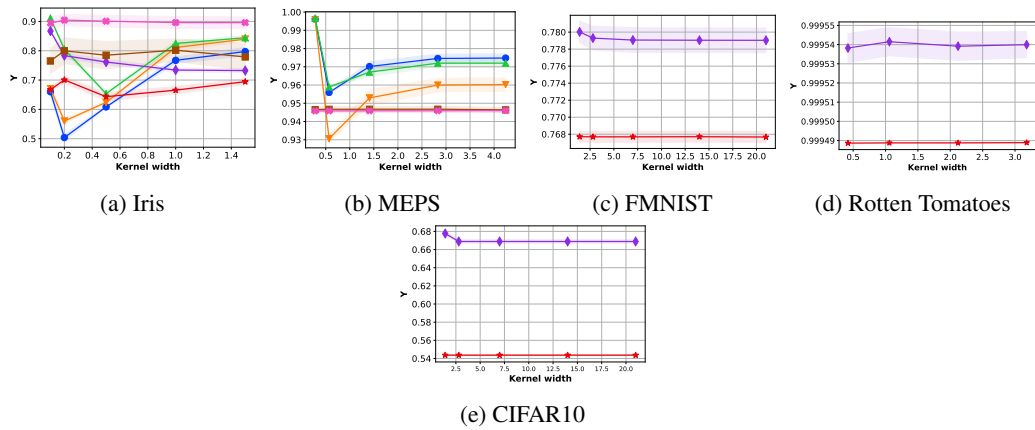 0.9
0.8
0.7
0.6
0.5
Y
0.2 0.4 0.6 0.8 1.0 1.2 1.4
Kernel width
(a) Iris
1.00
0.99
0.98
0.97
0.96
0.95
0.94
0.93
Y
0.5 1.0 1.5 2.0 2.5 3.0 3.5 4.0
Kernel width
(b) MEPS
0.780
0.778
0.776
0.774
0.772
0.770
0.768
Y
2.5 5.0 7.5 10.0 12.5 15.0 17.5 20.0
Kernel width
(c) FMNIST
0.99955
0.99954
0.99953
0.99952
0.99951
0.99950
0.99949
Y
0.5 1.0 1.5 2.0 2.5 3.0
Kernel width
(d) Rotten Tomatoes
0.68
0.66
0.64
0.62
0.60
0.58
0.56
0.54
Y
2.5 5.0 7.5 10.0 12.5 15.0 17.5 20.0
Kernel width
(e) CIFAR10